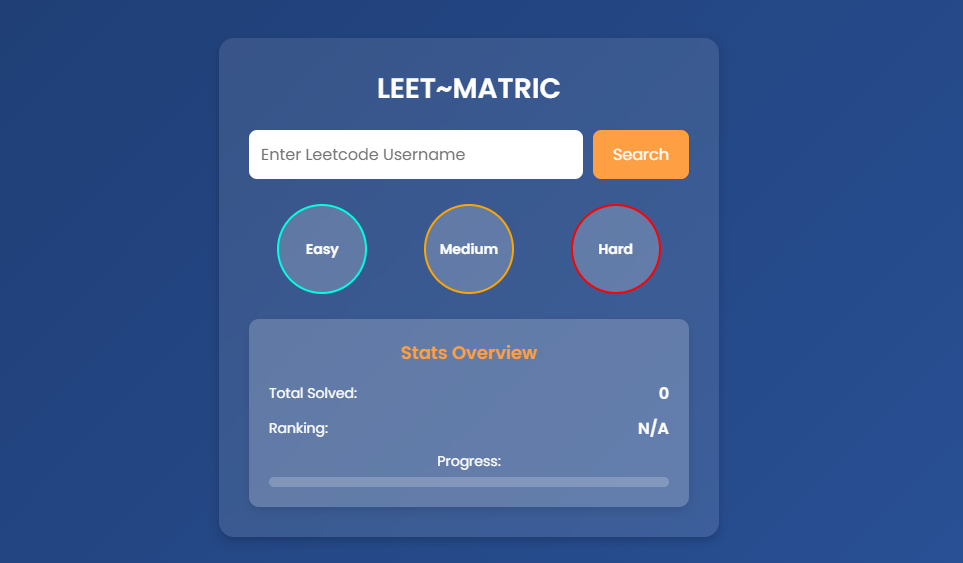 LEET~MATRIC
Enter Leetcode Username
Search
Easy
Medium
Hard
Stats Overview
Total Solved: 0
Ranking: N/A
Progress: